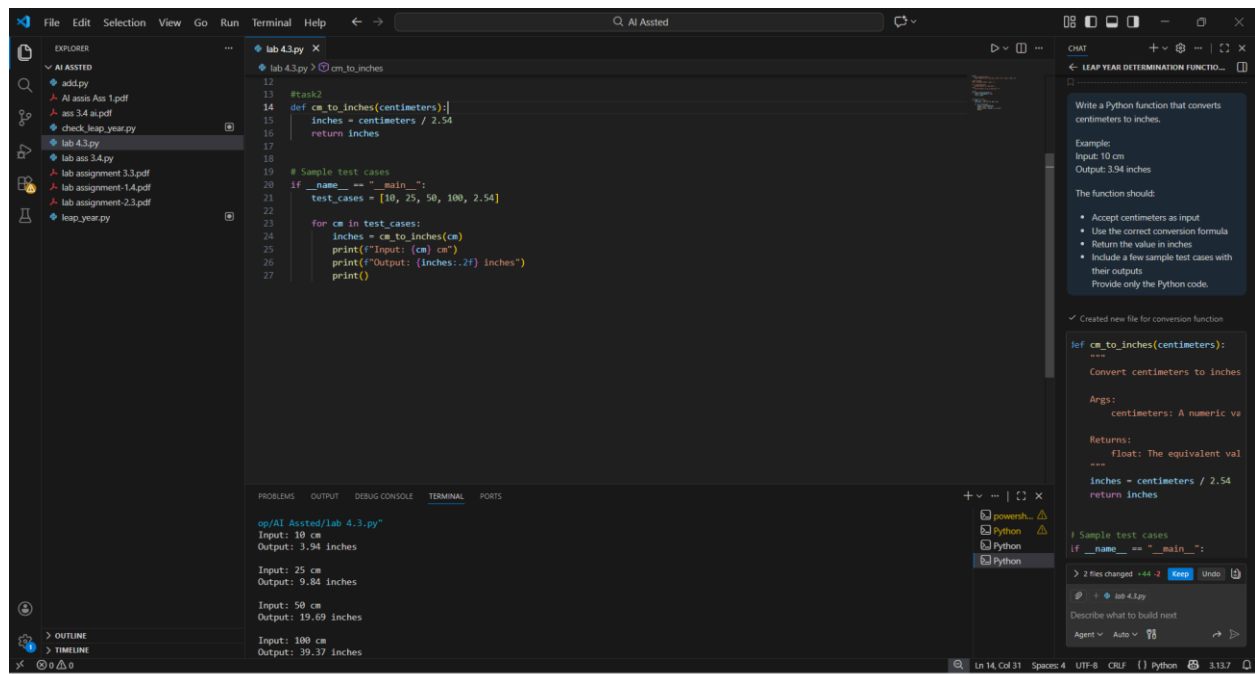 File Edit Selection View Go Run Terminal Help
AI Assted
EXPLORER
AI ASSTED
add.py
AI assis Ass 1.pdf
ass 3.4 ai.pdf
check_leap_year.py
lab 4.3.py
lab ass 3.4.py
lab assignment 3.3.pdf
lab assignment-1.4.pdf
lab assignment-2.3.pdf
leap_year.py
OUTLINE
TIMELINE
lab 4.3.py
lab 4.3.py > cm_to_inches
12
13 #task2
14 def cm_to_inches(centimeters):
15 inches = centimeters / 2.54
16 return inches
17
18
19 # Sample test cases
20 if __name__ == "__main__":
21 test_cases = [10, 25, 50, 100, 2.54]
22
23 for cm in test_cases:
24 inches = cm_to_inches(cm)
25 print(f"Input: {cm} cm")
26 print(f"Output: {inches:.2f} inches")
27 print()
PROBLEMS OUTPUT DEBUG CONSOLE TERMINAL PORTS
op/AI Assted/lab 4.3.py"
Input: 10 cm
Output: 3.94 inches
Input: 25 cm
Output: 9.84 inches
Input: 50 cm
Output: 19.69 inches
Input: 100 cm
Output: 39.37 inches
powersh...
Python
Python
Python
CHAT
LEAP YEAR DETERMINATION FUNCTIO...
Write a Python function that converts
centimeters to inches.
Example:
Input: 10 cm
Output: 3.94 inches
The function should:
• Accept centimeters as input
• Use the correct conversion formula
• Return the value in inches
• Include a few sample test cases with
their outputs
Provide only the Python code.
Created new file for conversion function
def cm_to_inches(centimeters):
"""
Convert centimeters to inches
Args:
centimeters: A numeric va
Returns:
float: The equivalent val
"""
inches = centimeters / 2.54
return inches
# Sample test cases
if __name__ == "__main__":
2 files changed +44 -2 Keep Undo
lab 4.3.py
Describe what to build next
Agent Auto
0 0 Ln 14, Col 31 Spaces: 4 UTF-8 CRLF { } Python 3.13.7